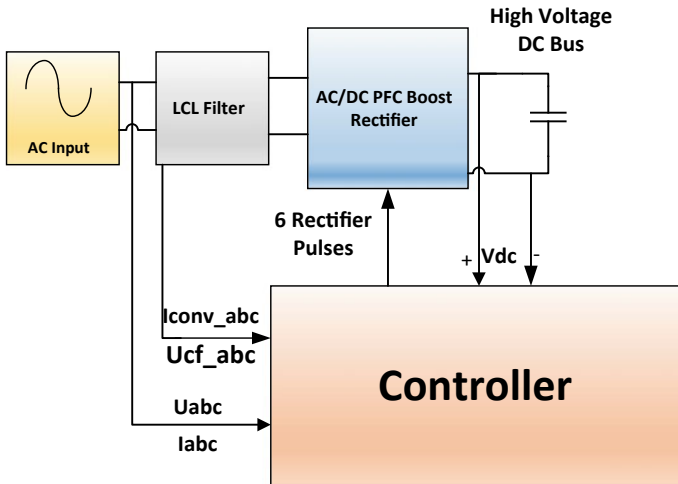 High Voltage
DC Bus
AC Input
LCL Filter
AC/DC PFC Boost
Rectifier
6 Rectifier
Pulses
+ Vdc -
Iconv_abc
Ucf_abc
Uabc
Iabc
Controller